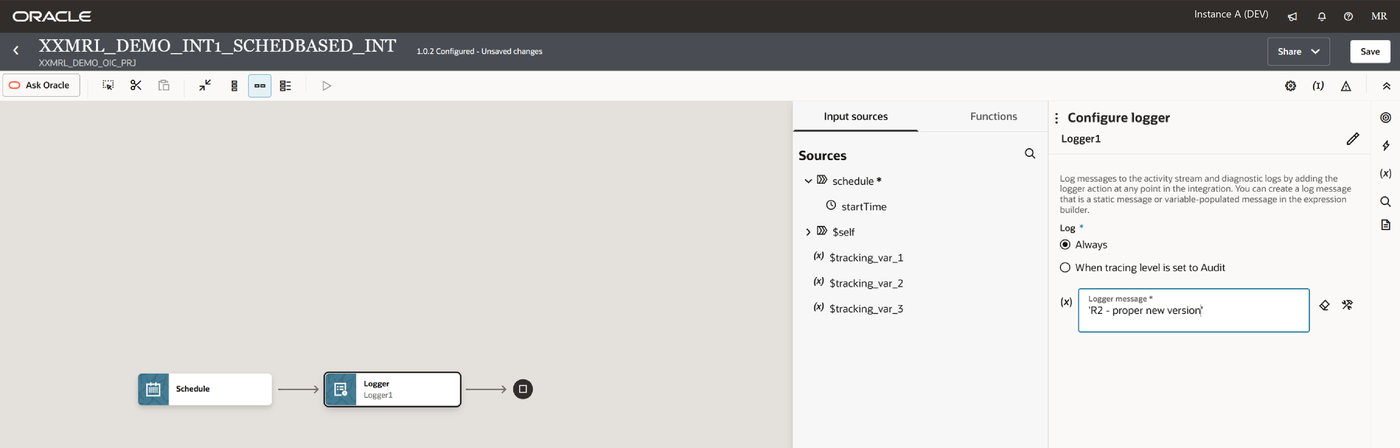 ORACLE
Instance A (DEV)
MR
XXMRL_DEMO_INT1_SCHEDBASED_INT
1.0.2 Configured - Unsaved changes
XXMRL_DEMO_OIC_PRJ
Share
Save
Ask Oracle
Input sources
Functions
Sources
schedule *
startTime
$self
$tracking_var_1
$tracking_var_2
$tracking_var_3
Configure logger
Logger1
Log messages to the activity stream and diagnostic logs by adding the
logger action at any point in the integration. You can create a log message
that is a static message or variable-populated message in the expression
builder.
Log *
Always
When tracing level is set to Audit
Logger message *
'R2 - proper new version'
Schedule
Logger
Logger1